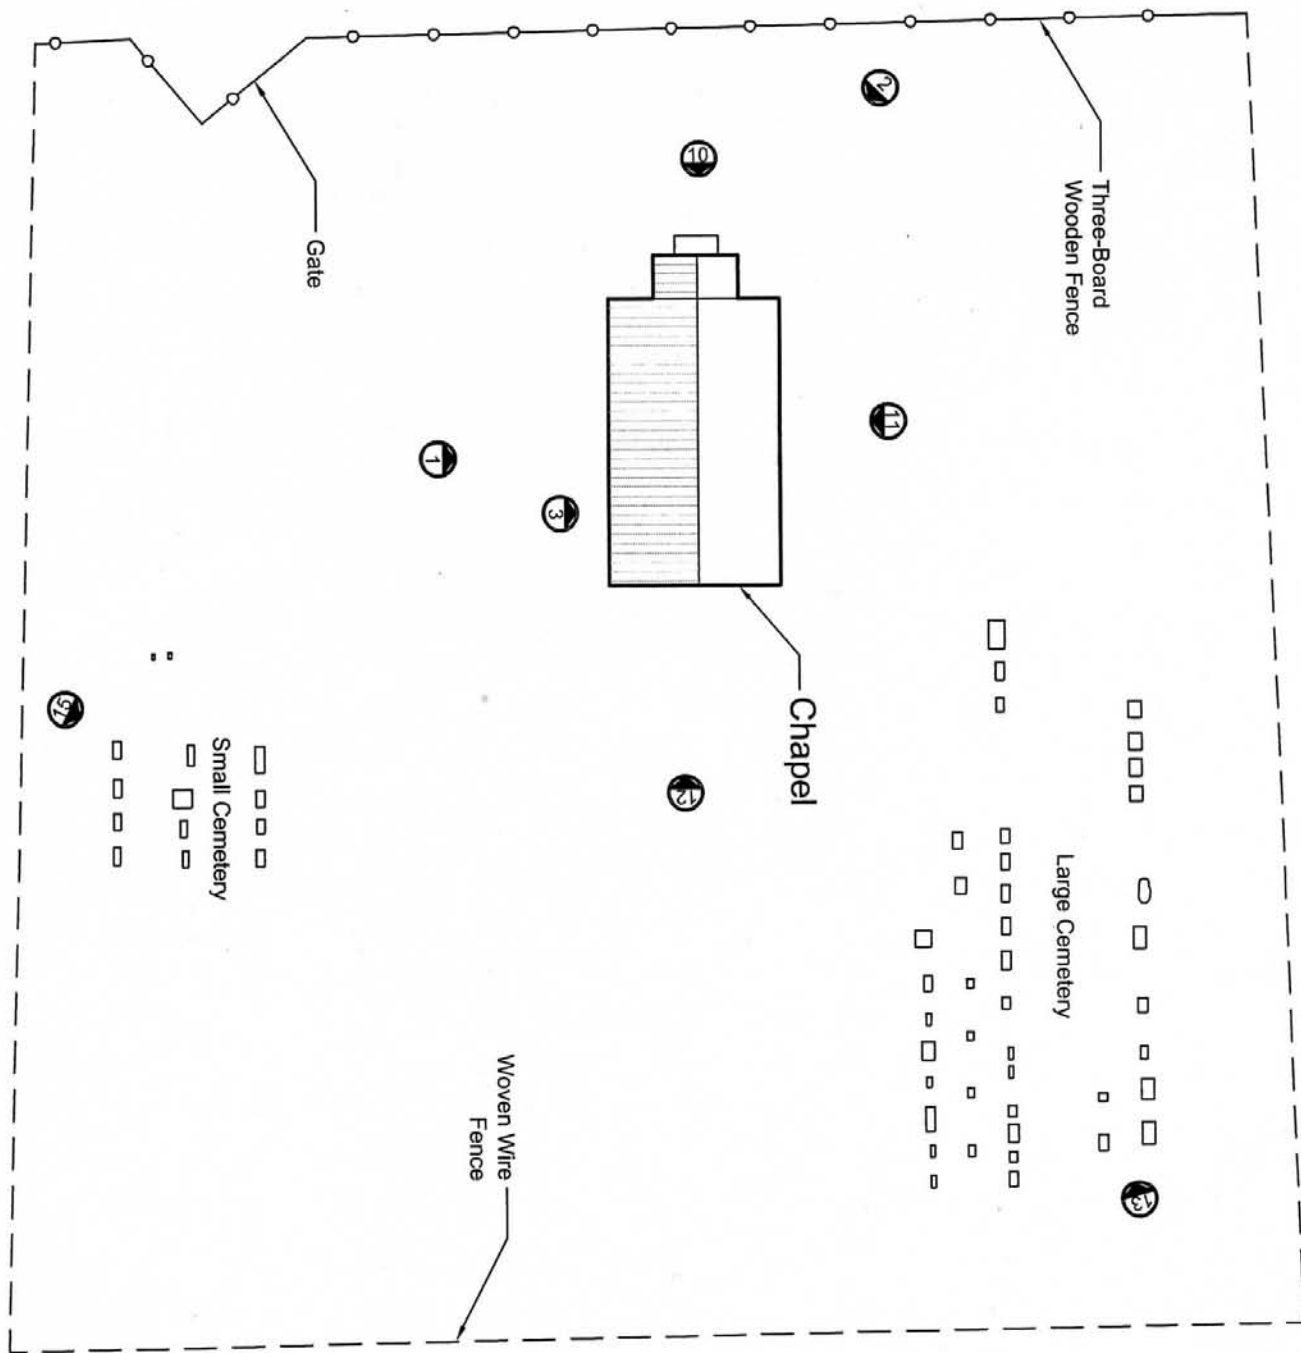 Three-Board
Wooden Fence
Large Cemetery
13
2
11
Chapel
10
12
3
Woven Wire
Fence
1
Gate
Small Cemetery